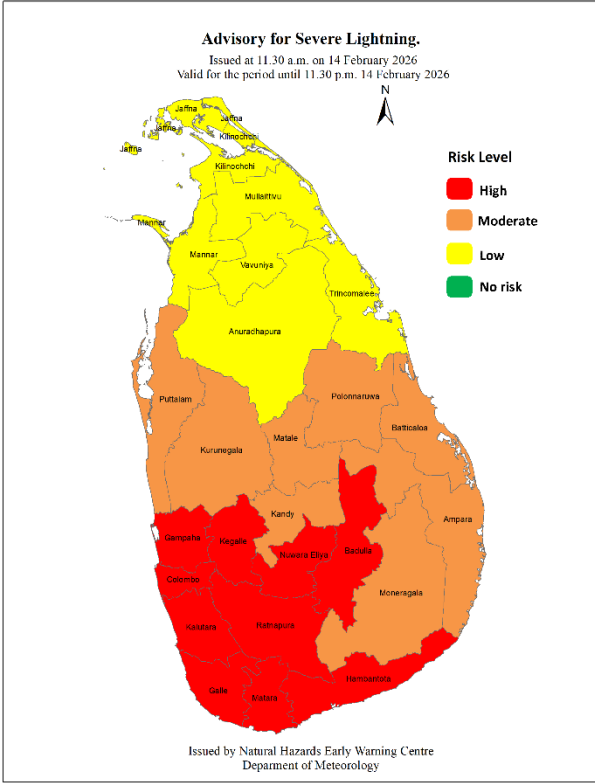 Advisory for Severe Lightning.
Issued at 11.30 a.m. on 14 February 2026
Valid for the period until 11.30 p.m. 14 February 2026
N
Risk Level
High
Moderate
Low
No risk
Jaffna
Jaffna
Jaffna
Kilinochchi
Jaffna
Kilinochchi
Mullaittivu
Mannar
Mannar
Vavuniya
Trincomalee
Anuradhapura
Puttalam
Polonnaruwa
Batticaloa
Kurunegala
Matale
Kandy
Ampara
Gampaha
Kegalle
Nuwara Eliya
Badulla
Colombo
Moneragala
Kalutara
Ratnapura
Hambantota
Galle
Matara
Issued by Natural Hazards Early Warning Centre
Deparment of Meteorology